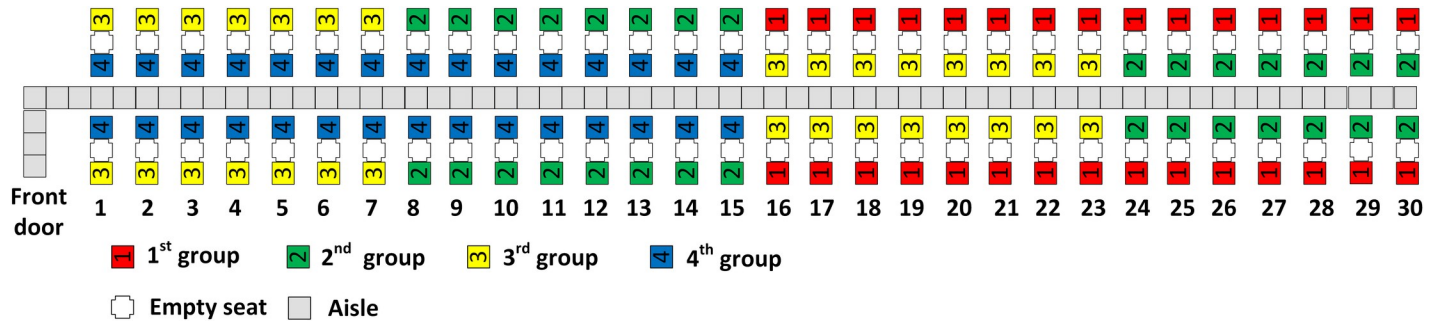 3 3 3 3 3 3 3 2 2 2 2 2 2 2 2 1 1 1 1 1 1 1 1 1 1 1 1 1 1 1
4 4 4 4 4 4 4 4 4 4 4 4 4 4 4 3 3 3 3 3 3 3 3 2 2 2 2 2 2 2
4 4 4 4 4 4 4 4 4 4 4 4 4 4 4 3 3 3 3 3 3 3 3 2 2 2 2 2 2 2
3 3 3 3 3 3 3 2 2 2 2 2 2 2 2 1 1 1 1 1 1 1 1 1 1 1 1 1 1 1
Front
door
1 2 3 4 5 6 7 8 9 10 11 12 13 14 15 16 17 18 19 20 21 22 23 24 25 26 27 28 29 30
1 1st group 2 2nd group 3 3rd group 4 4th group
Empty seat Aisle